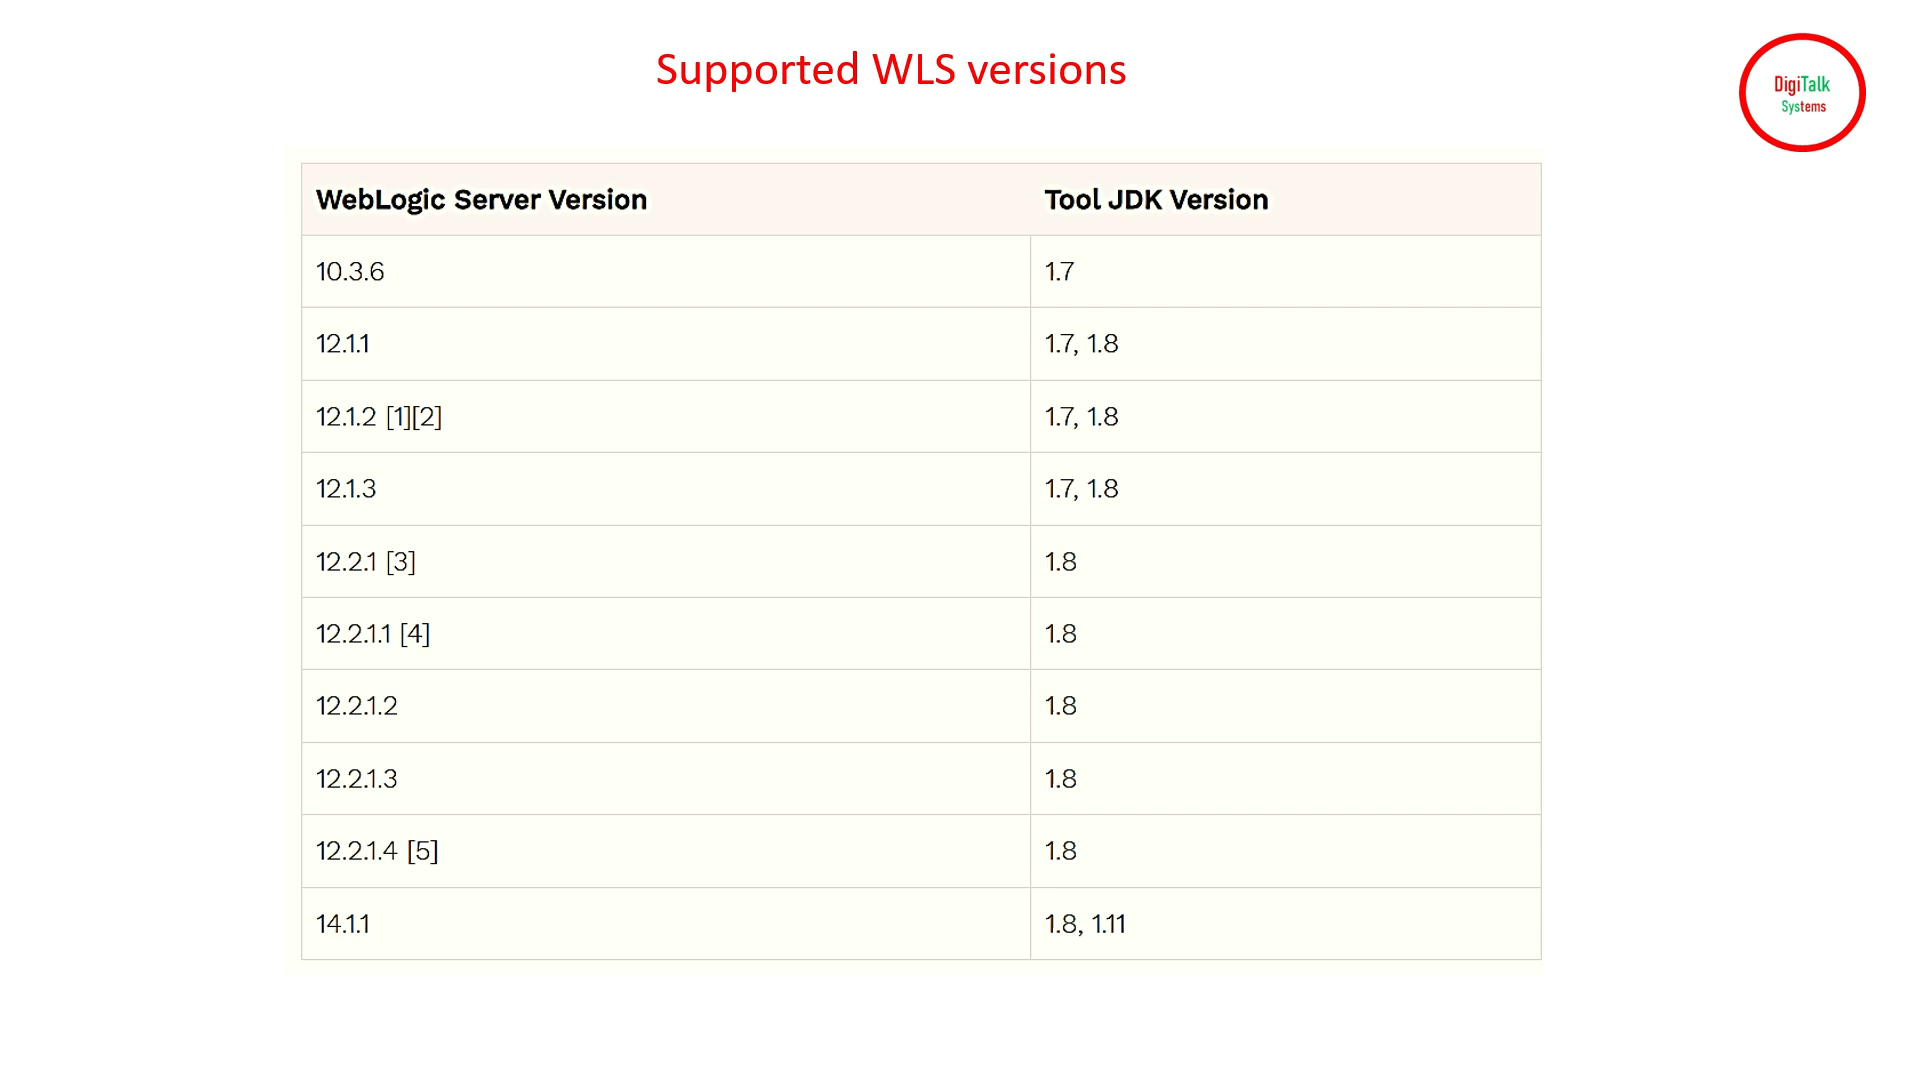 Supported WLS versions
DigiTalk
Systems
WebLogic Server Version Tool JDK Version
10.3.6 1.7
12.1.1 1.7, 1.8
12.1.2 [1][2] 1.7, 1.8
12.1.3 1.7, 1.8
12.2.1 [3] 1.8
12.2.1.1 [4] 1.8
12.2.1.2 1.8
12.2.1.3 1.8
12.2.1.4 [5] 1.8
14.1.1 1.8, 1.11